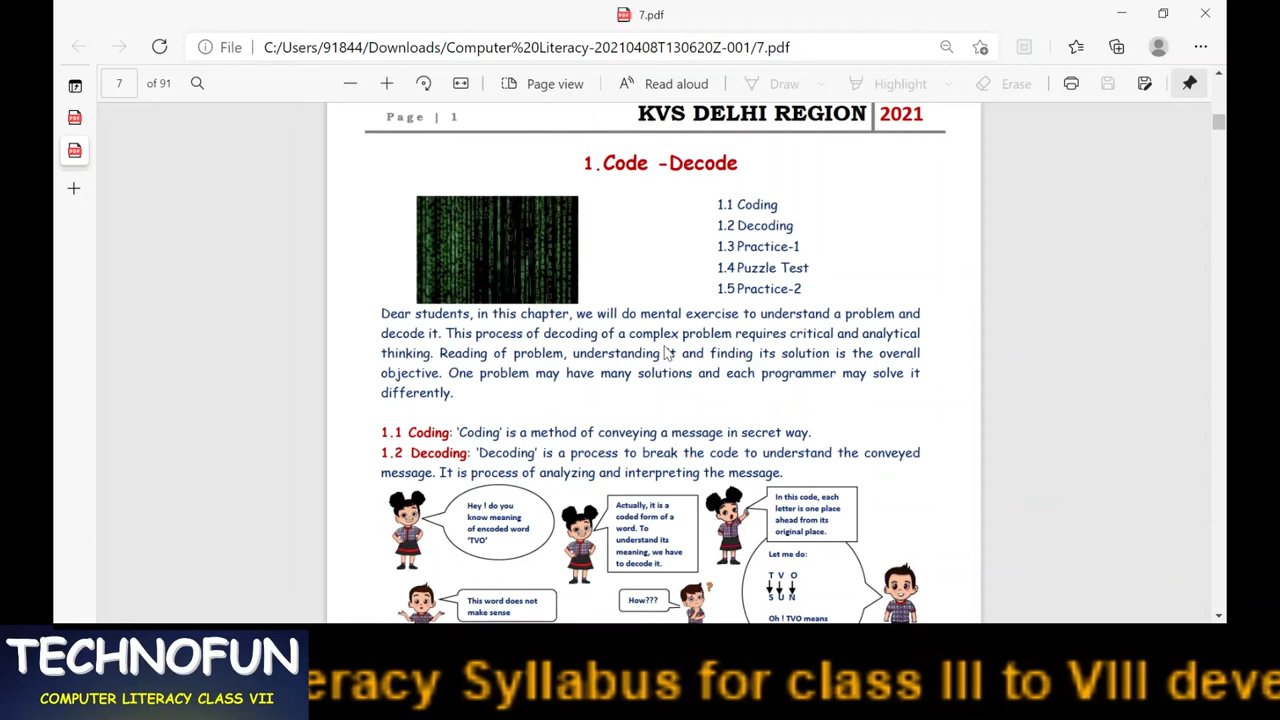 7.pdf
File C:/Users/91844/Downloads/Computer%20Literacy-20210408T130620Z-001/7.pdf
7 of 91 Page view Read aloud Draw Highlight Erase
Page | 1 KVS DELHI REGION 2021
1.Code -Decode
1.1 Coding
1.2 Decoding
1.3 Practice-1
1.4 Puzzle Test
1.5 Practice-2
Dear students, in this chapter, we will do mental exercise to understand a problem and
decode it. This process of decoding of a complex problem requires critical and analytical
thinking. Reading of problem, understanding it and finding its solution is the overall
objective. One problem may have many solutions and each programmer may solve it
differently.
1.1 Coding: ‘Coding’ is a method of conveying a message in secret way.
1.2 Decoding: ‘Decoding’ is a process to break the code to understand the conveyed
message. It is process of analyzing and interpreting the message.
Hey ! do you
know meaning
of encoded word
‘TVO’
Actually, it is a
coded form of a
word. To
understand its
meaning, we have
to decode it.
In this code, each
letter is one place
ahead from its
original place.
Let me do:
T V O
S U N
Oh ! TVO means
This word does not
make sense
How???
TECHNOFUN
COMPUTER LITERACY CLASS VII
eracy Syllabus for class III to VIII deve